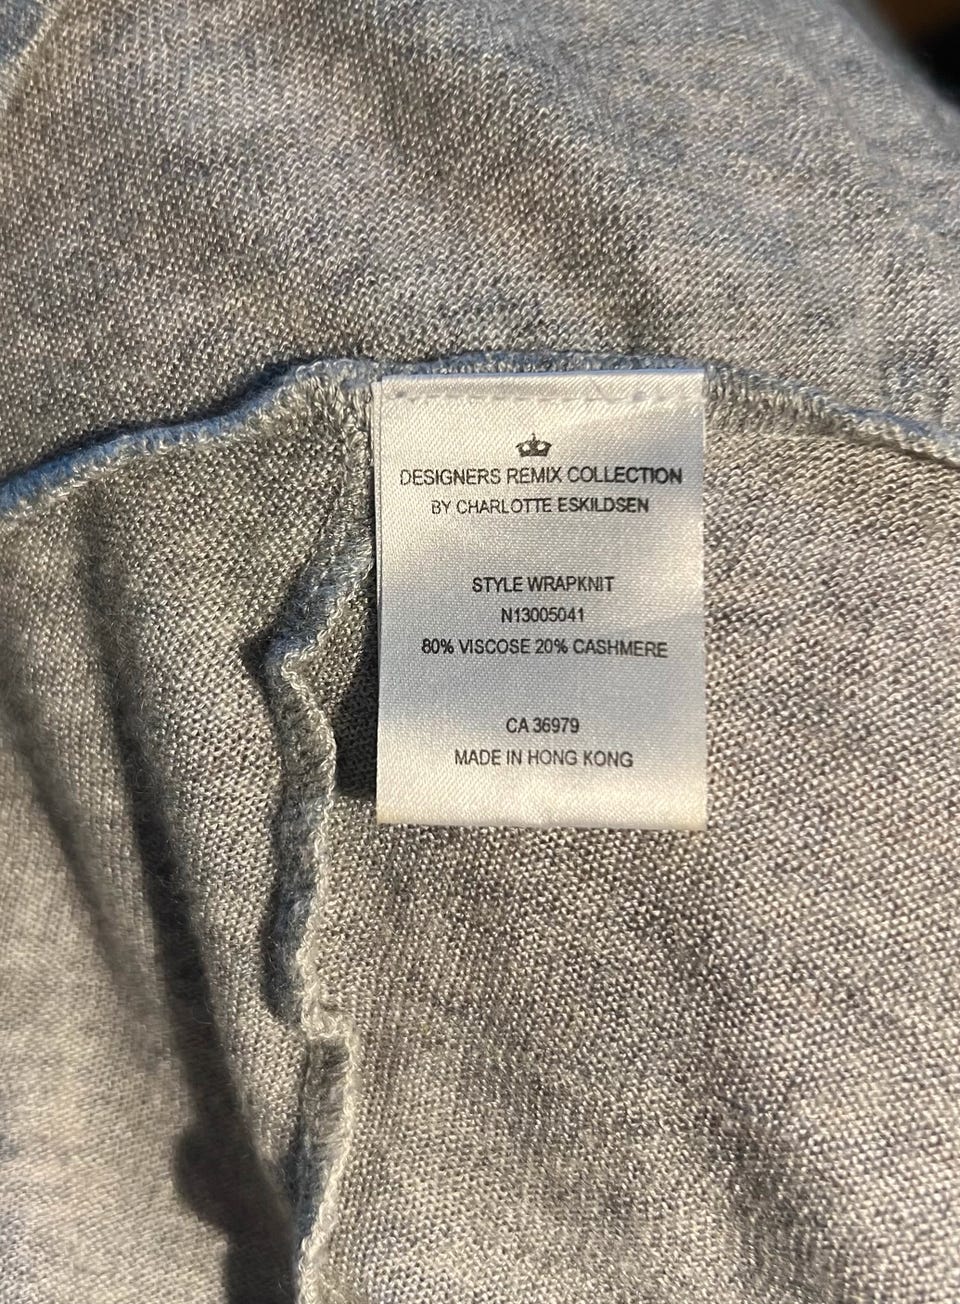 DESIGNERS REMIX COLLECTION
BY CHARLOTTE ESKILDSEN
STYLE WRAPKNIT
N13005041
80% VISCOSE 20% CASHMERE
CA 36979
MADE IN HONG KONG